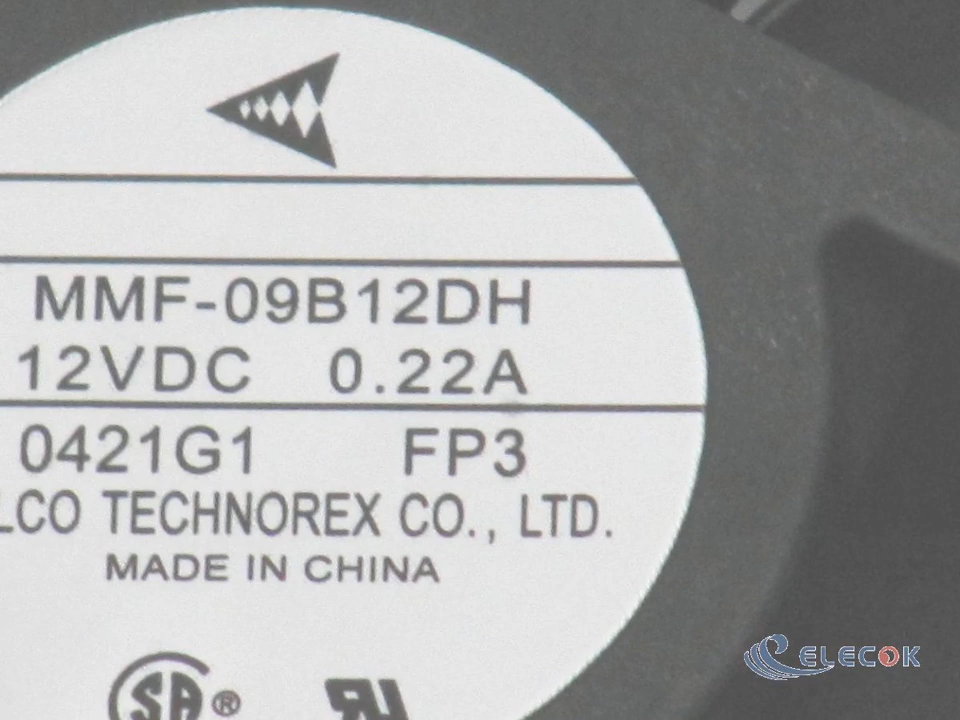 MMF-09B12DH
12VDC 0.22A
0421G1 FP3
LCO TECHNOREX CO., LTD.
MADE IN CHINA
SA ®
ELECOK